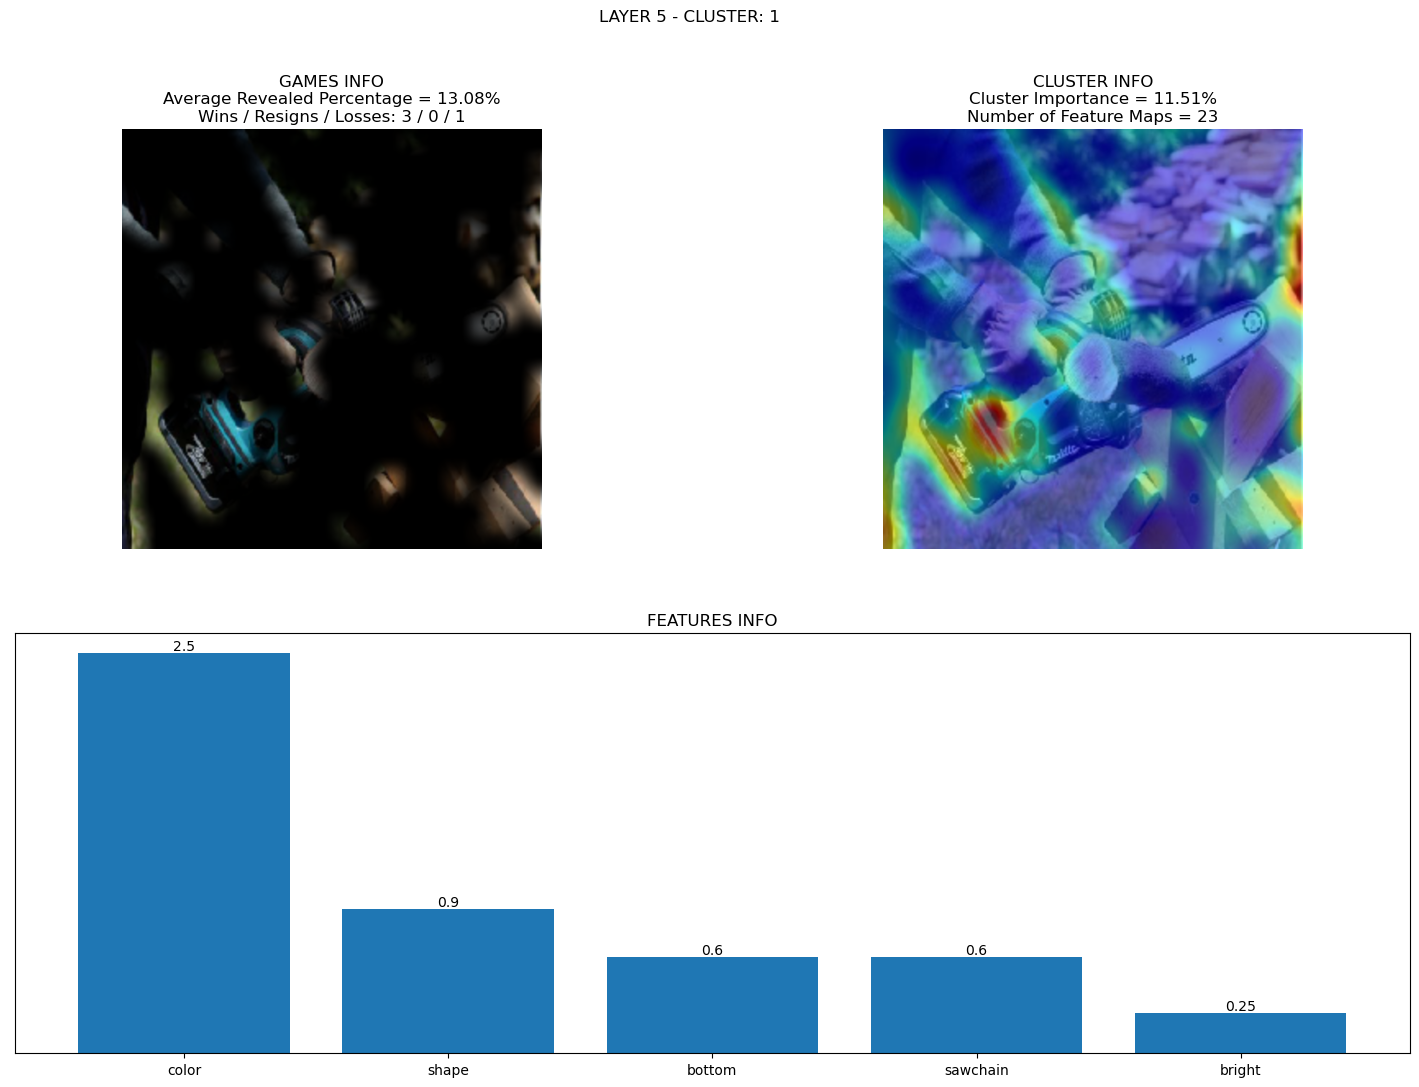 LAYER 5 - CLUSTER: 1
GAMES INFO
Average Revealed Percentage = 13.08%
Wins / Resigns / Losses: 3 / 0 / 1
CLUSTER INFO
Cluster Importance = 11.51%
Number of Feature Maps = 23
FEATURES INFO
2.5
0.9
0.6
0.6
0.25
color
shape
bottom
sawchain
bright